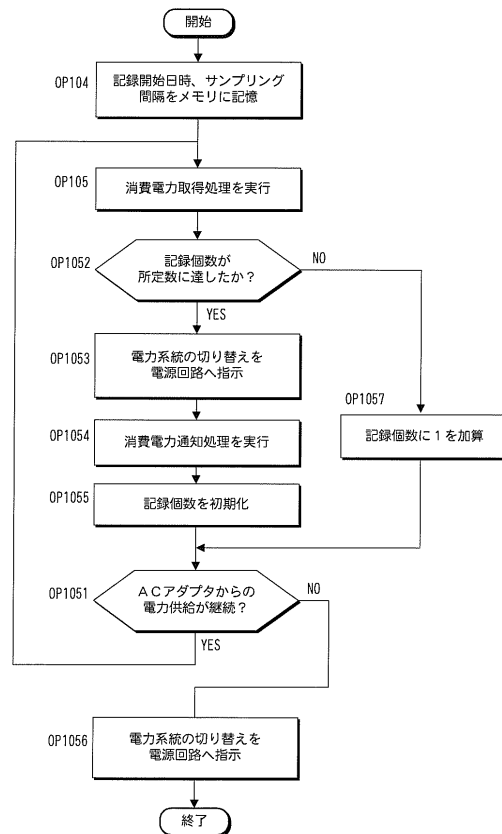 開始
OP104
記録開始日時、サンプリング
間隔をメモリに記憶
OP105
消費電力取得処理を実行
OP1052
記録個数が
所定数に達したか？
NO
YES
OP1053
電力系統の切り替えを
電源回路へ指示
OP1057
記録個数に１を加算
OP1054
消費電力通知処理を実行
OP1055
記録個数を初期化
OP1051
ＡＣアダプタからの
電力供給が継続？
NO
YES
OP1056
電力系統の切り替えを
電源回路へ指示
終了